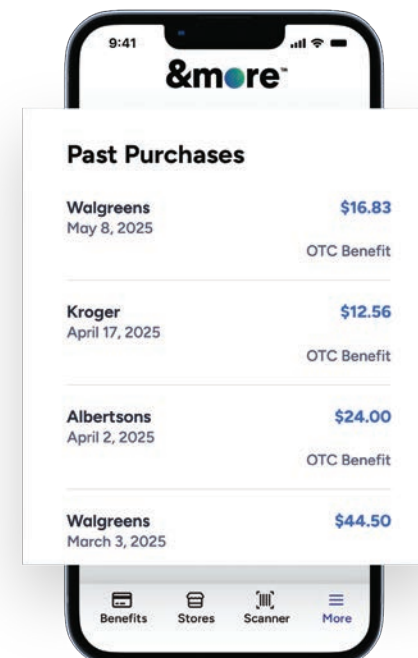 9:41
&more™
Past Purchases
Walgreens $16.83
May 8, 2025
OTC Benefit
Kroger $12.56
April 17, 2025
OTC Benefit
Albertsons $24.00
April 2, 2025
OTC Benefit
Walgreens $44.50
March 3, 2025
Benefits Stores Scanner More